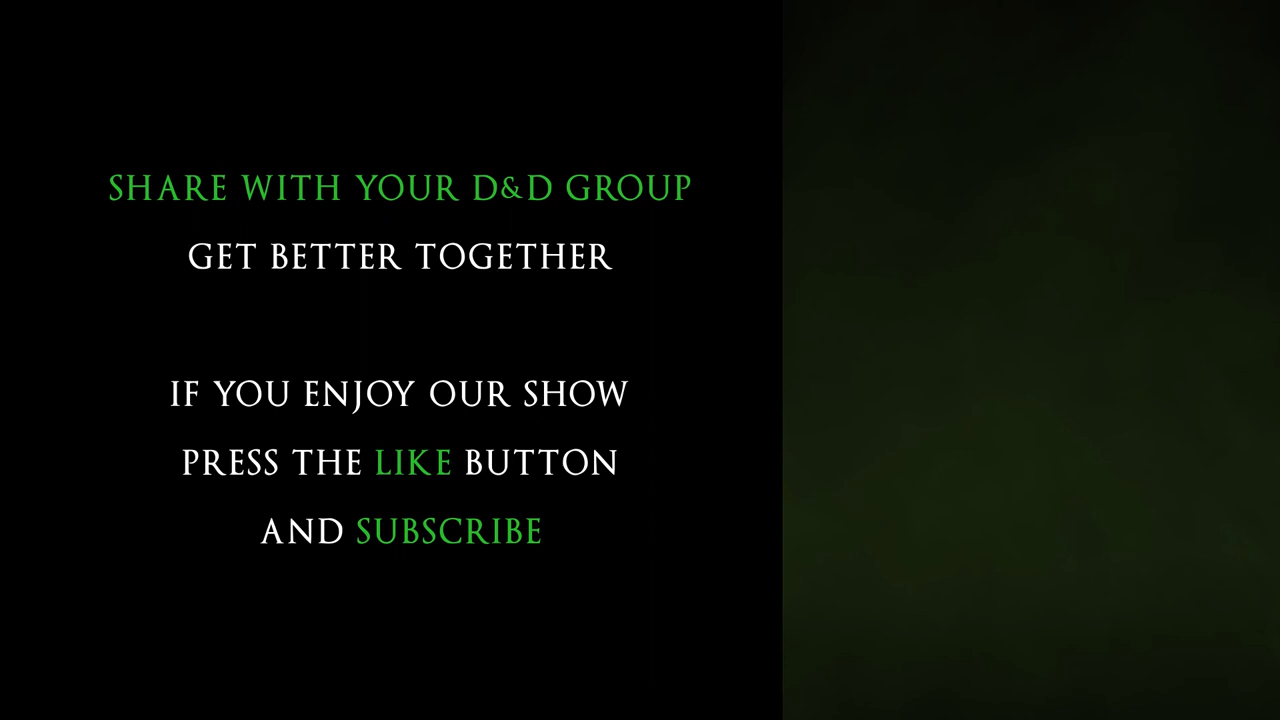 SHARE WITH YOUR D&D GROUP
GET BETTER TOGETHER
IF YOU ENJOY OUR SHOW
PRESS THE LIKE BUTTON
AND SUBSCRIBE